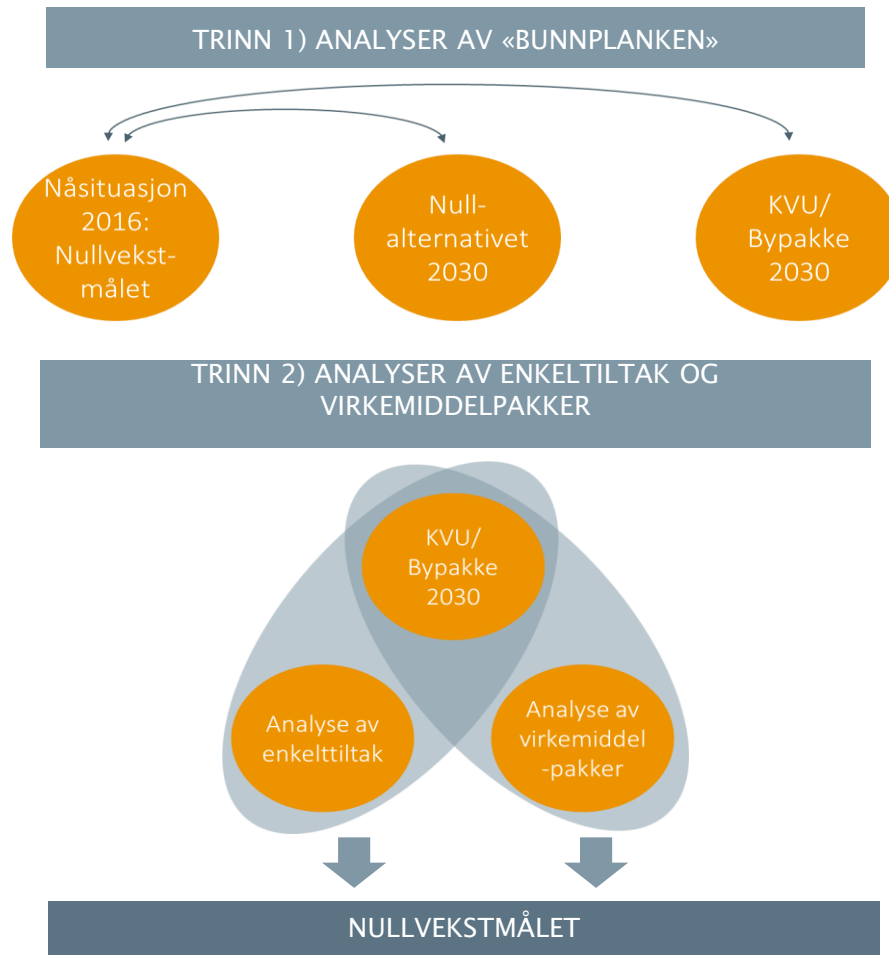 TRINN 1) ANALYSER AV «BUNNPLANKEN»
Nåsituasjon
2016:
Nullvekst-
målet
Null-
alternativet
2030
KVU/
Bypakke
2030
TRINN 2) ANALYSER AV ENKELTILTAK OG
VIRKEMIDDELPAKKER
KVU/
Bypakke
2030
Analyse av
enkelttiltak
Analyse av
virkemiddel
-pakker
NULLVEKSTMÅLET